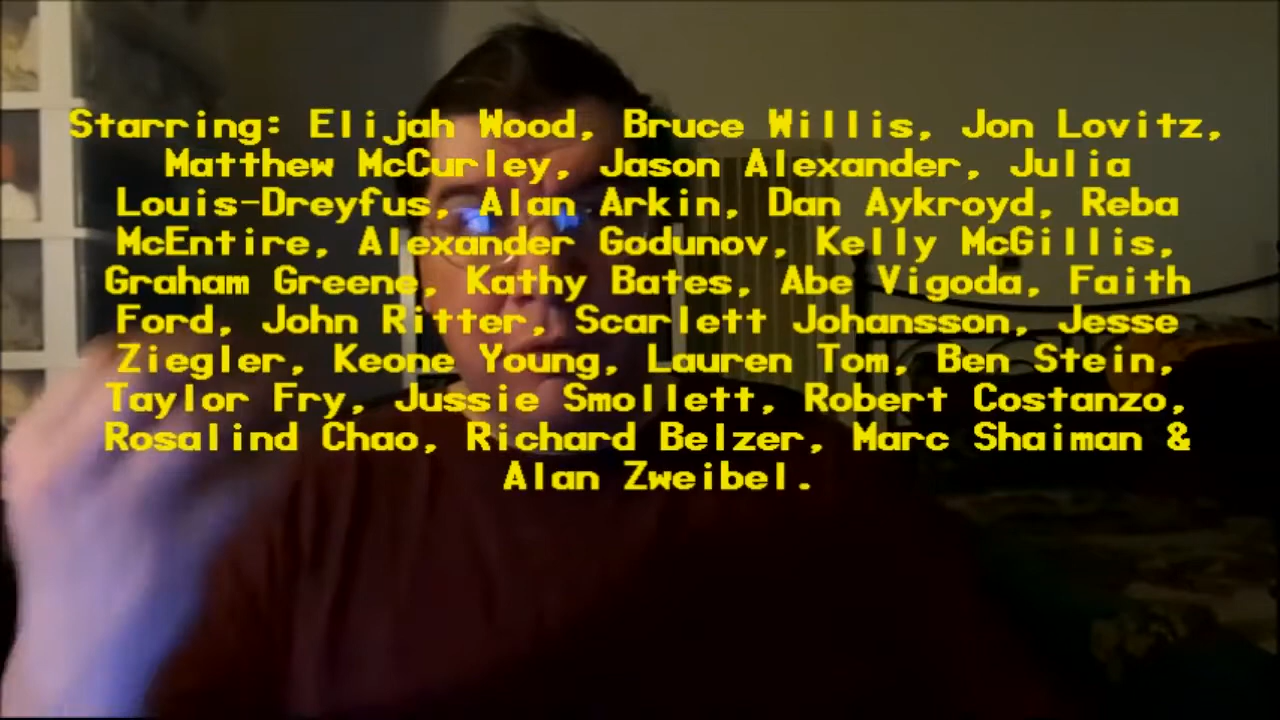 Starring: Elijah Wood, Bruce Willis, Jon Lovitz,
Matthew McCurley, Jason Alexander, Julia
Louis-Dreyfus, Alan Arkin, Dan Aykroyd, Reba
McEntire, Alexander Godunov, Kelly McGillis,
Graham Greene, Kathy Bates, Abe Vigoda, Faith
Ford, John Ritter, Scarlett Johansson, Jesse
Ziegler, Keone Young, Lauren Tom, Ben Stein,
Taylor Fry, Jussie Smollett, Robert Costanzo,
Rosalind Chao, Richard Belzer, Marc Shaiman &
Alan Zweibel.